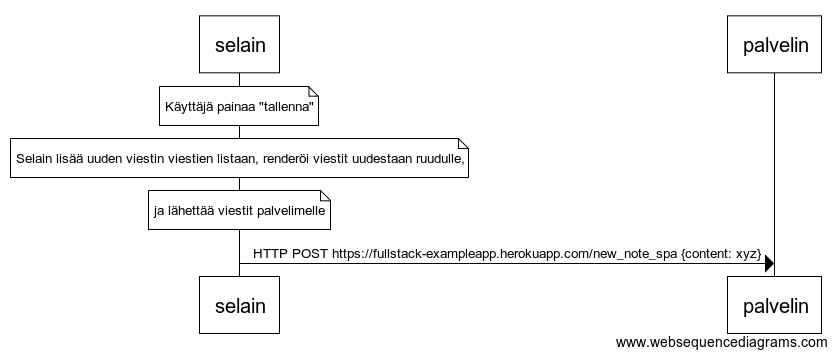 selain
palvelin
Käyttäjä painaa "tallenna"
Selain lisää uuden viestin viestien listaan, renderöi viestit uudestaan ruudulle,
ja lähettää viestit palvelimelle
HTTP POST https://fullstack-exampleapp.herokuapp.com/new_note_spa {content: xyz}
selain
palvelin
www.websequencediagrams.com